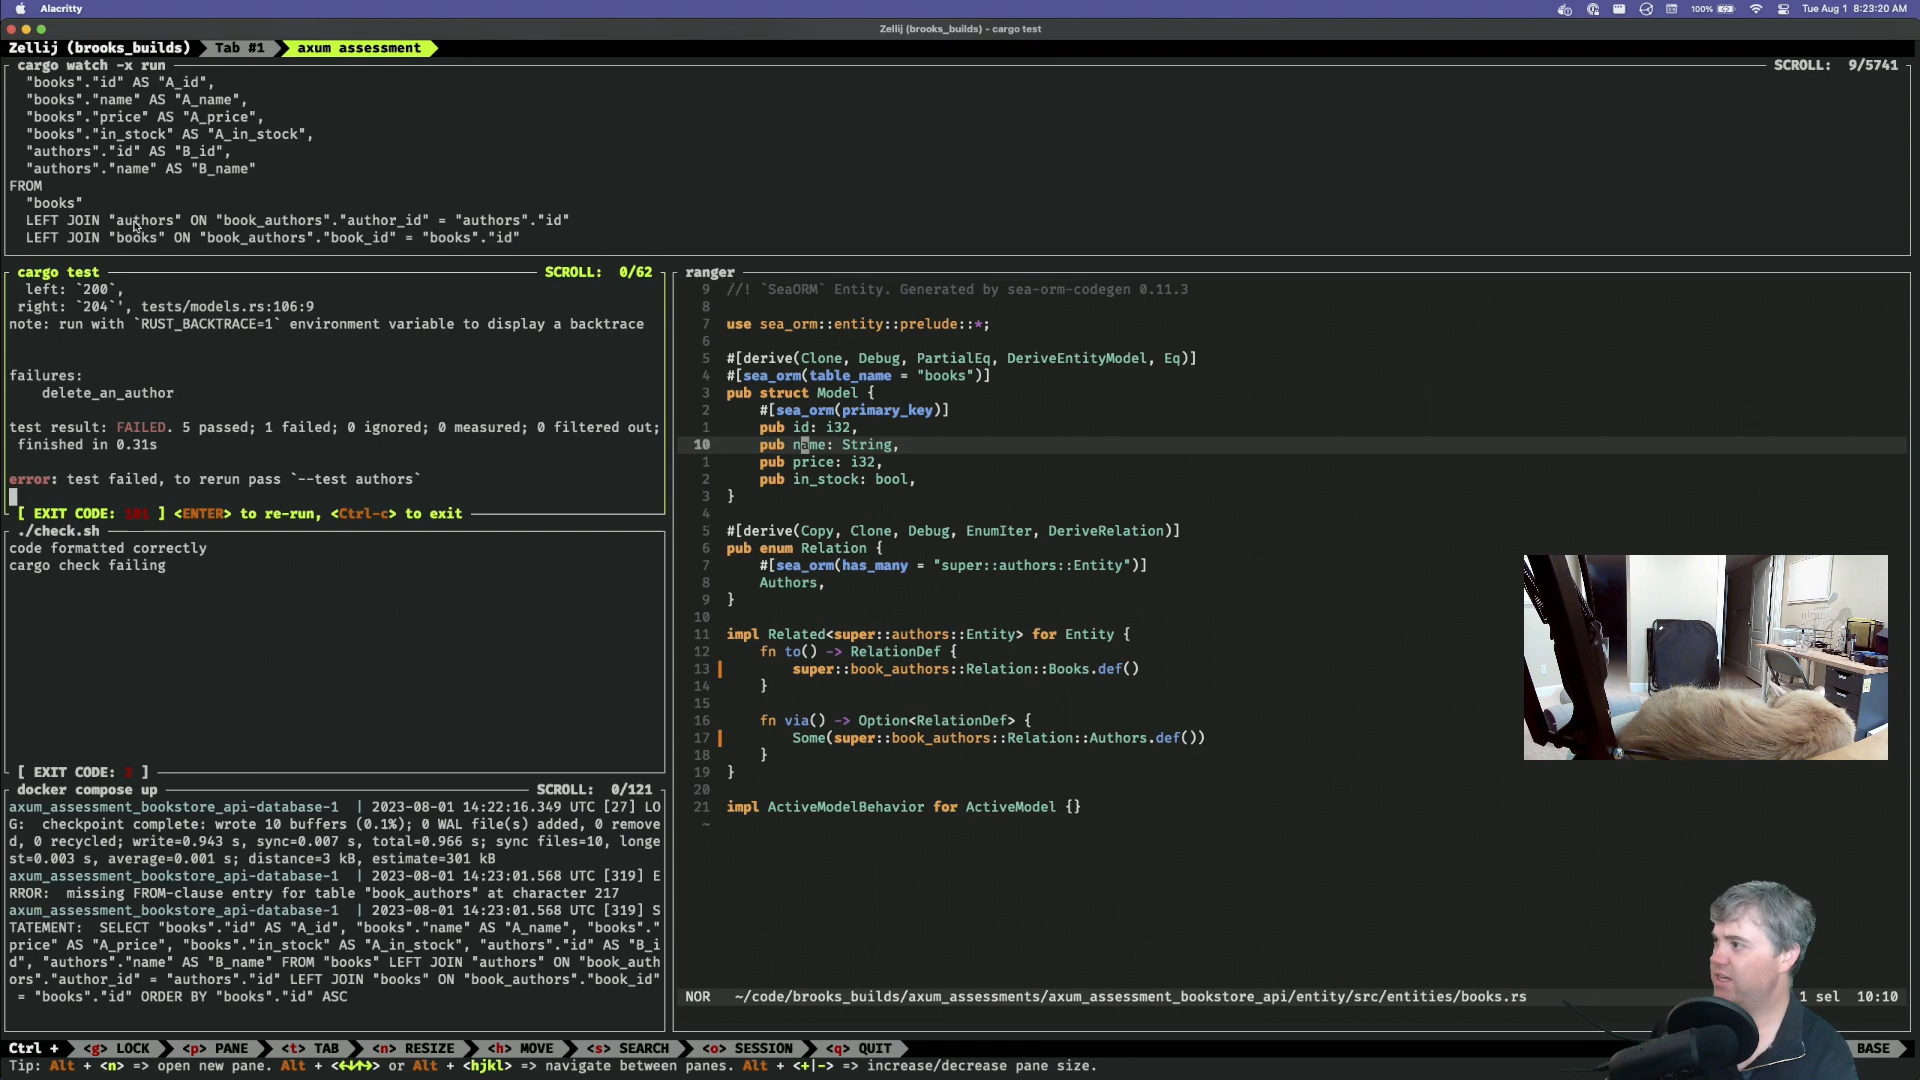 Alacritty
100%
Tue Aug 1 8:23:20 AM
Zellij (brooks_builds) - cargo test
Zellij (brooks_builds) Tab #1 axum assessment
cargo watch -x run SCROLL: 9/5741
"books"."id" AS "A_id",
"books"."name" AS "A_name",
"books"."price" AS "A_price",
"books"."in_stock" AS "A_in_stock",
"authors"."id" AS "B_id",
"authors"."name" AS "B_name"
FROM
"books"
LEFT JOIN "authors" ON "book_authors"."author_id" = "authors"."id"
LEFT JOIN "books" ON "book_authors"."book_id" = "books"."id"
cargo test SCROLL: 0/62
left: `200`,
right: `204`', tests/models.rs:106:9
note: run with `RUST_BACKTRACE=1` environment variable to display a backtrace
failures:
delete_an_author
test result: FAILED. 5 passed; 1 failed; 0 ignored; 0 measured; 0 filtered out;
finished in 0.31s
error: test failed, to rerun pass `--test authors`
[ EXIT CODE: ] <ENTER> to re-run, <Ctrl-c> to exit
./check.sh
code formatted correctly
cargo check failing
[ EXIT CODE: ]
docker compose up SCROLL: 0/121
axum_assessment_bookstore_api-database-1 | 2023-08-01 14:22:16.349 UTC [27] LO
G: checkpoint complete: wrote 10 buffers (0.1%); 0 WAL file(s) added, 0 remove
d, 0 recycled; write=0.943 s, sync=0.007 s, total=0.966 s; sync files=10, longe
st=0.003 s, average=0.001 s; distance=3 kB, estimate=301 kB
axum_assessment_bookstore_api-database-1 | 2023-08-01 14:23:01.568 UTC [319] E
RROR: missing FROM-clause entry for table "book_authors" at character 217
axum_assessment_bookstore_api-database-1 | 2023-08-01 14:23:01.568 UTC [319] S
TATEMENT: SELECT "books"."id" AS "A_id", "books"."name" AS "A_name", "books"."
price" AS "A_price", "books"."in_stock" AS "A_in_stock", "authors"."id" AS "B_i
d", "authors"."name" AS "B_name" FROM "books" LEFT JOIN "authors" ON "book_auth
ors"."author_id" = "authors"."id" LEFT JOIN "books" ON "book_authors"."book_id"
= "books"."id" ORDER BY "books"."id" ASC
ranger
9 //! `SeaORM` Entity. Generated by sea-orm-codegen 0.11.3
8
7 use sea_orm::entity::prelude::*;
6
5 #[derive(Clone, Debug, PartialEq, DeriveEntityModel, Eq)]
4 #[sea_orm(table_name = "books")]
3 pub struct Model {
2 #[sea_orm(primary_key)]
1 pub id: i32,
10 pub name: String,
1 pub price: i32,
2 pub in_stock: bool,
3 }
4
5 #[derive(Copy, Clone, Debug, EnumIter, DeriveRelation)]
6 pub enum Relation {
7 #[sea_orm(has_many = "super::authors::Entity")]
8 Authors,
9 }
10
11 impl Related<super::authors::Entity> for Entity {
12 fn to() -> RelationDef {
13 super::book_authors::Relation::Books.def()
14 }
15
16 fn via() -> Option<RelationDef> {
17 Some(super::book_authors::Relation::Authors.def())
18 }
19 }
20
21 impl ActiveModelBehavior for ActiveModel {}
~
NOR ~/code/brooks_builds/axum_assessments/axum_assessment_bookstore_api/entity/src/entities/books.rs 1 sel 10:10
Ctrl + <g> LOCK <p> PANE <t> TAB <n> RESIZE <h> MOVE <s> SEARCH <o> SESSION <q> QUIT BASE
Tip: Alt + <n> => open new pane. Alt + <←↓↑→> or Alt + <hjkl> => navigate between panes. Alt + <+|-> => increase/decrease pane size.